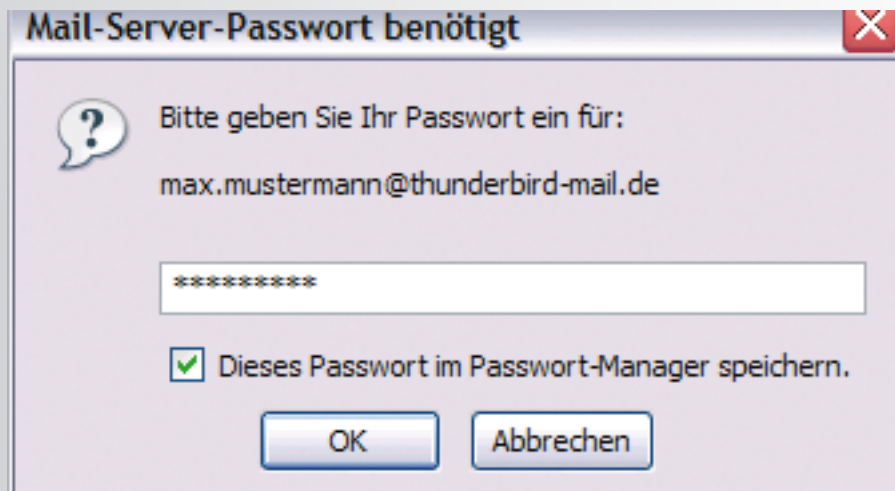 Mail-Server-Passwort benötigt
?
Bitte geben Sie Ihr Passwort ein für:
max.mustermann@thunderbird-mail.de
*********
Dieses Passwort im Passwort-Manager speichern.
OK Abbrechen